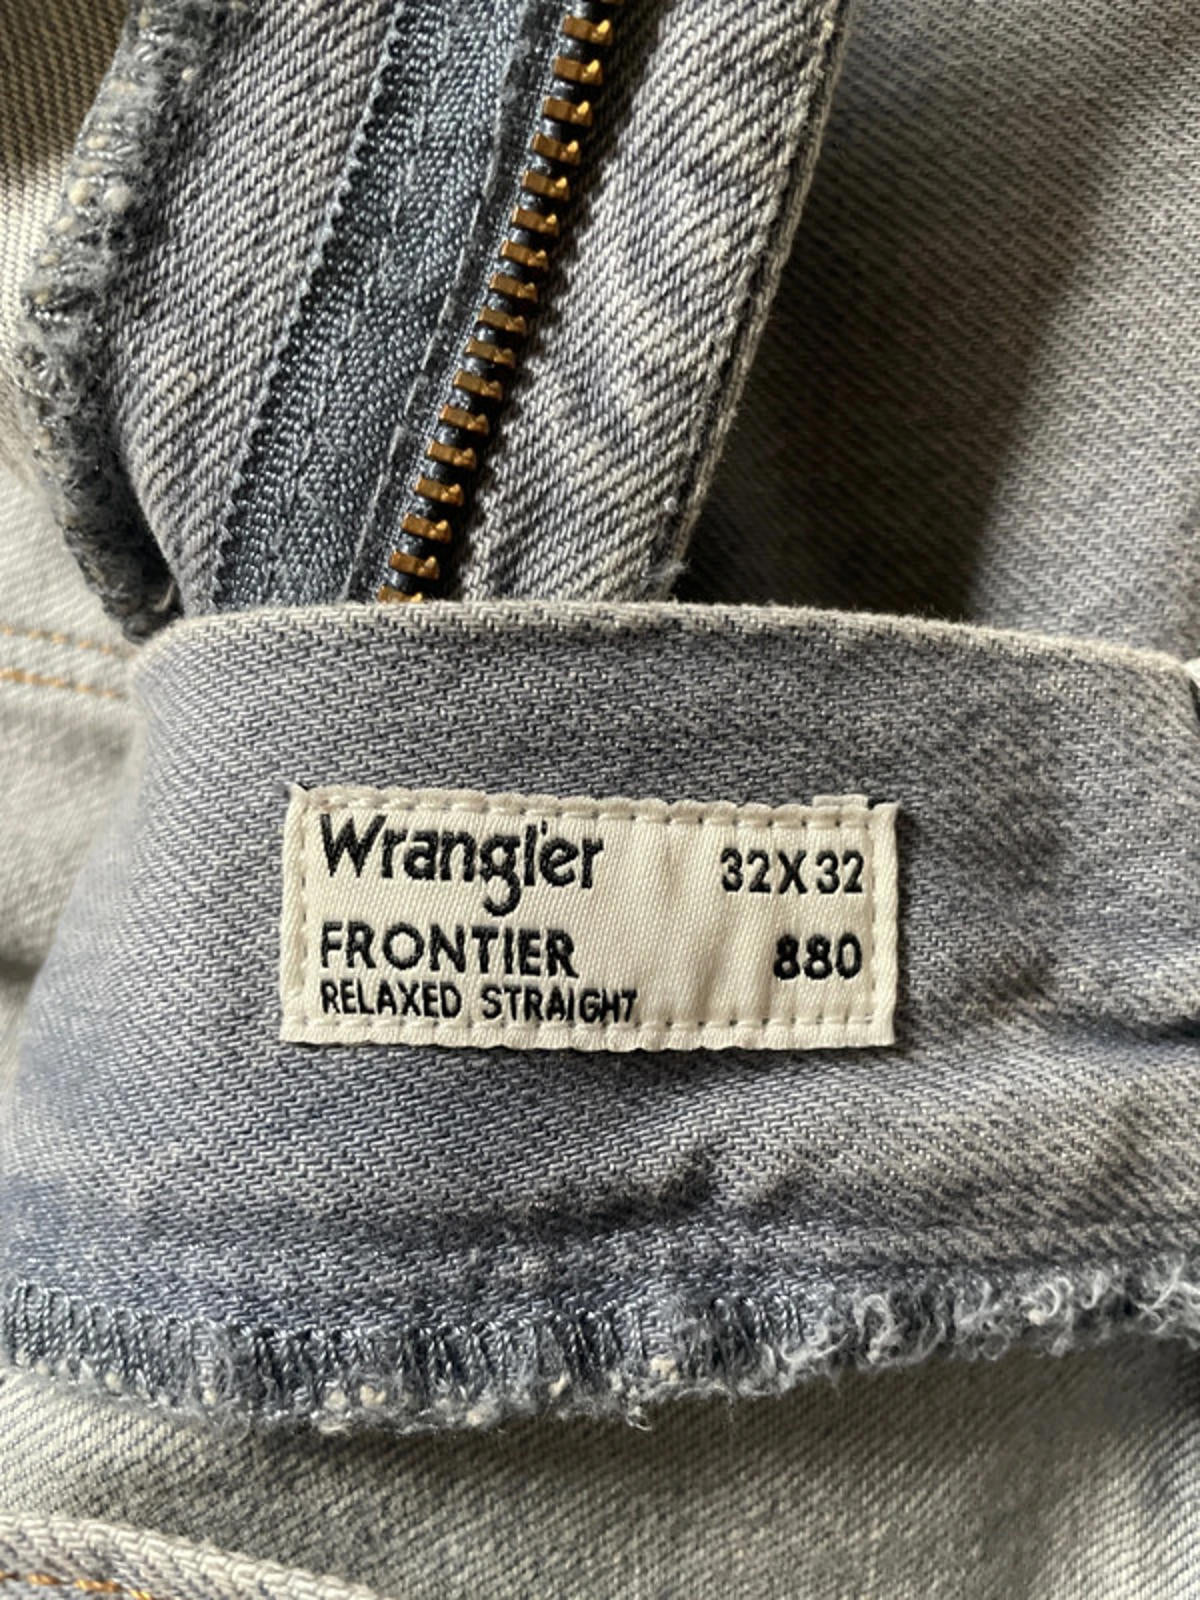 Wrangler 32X32
FRONTIER 880
RELAXED STRAIGHT